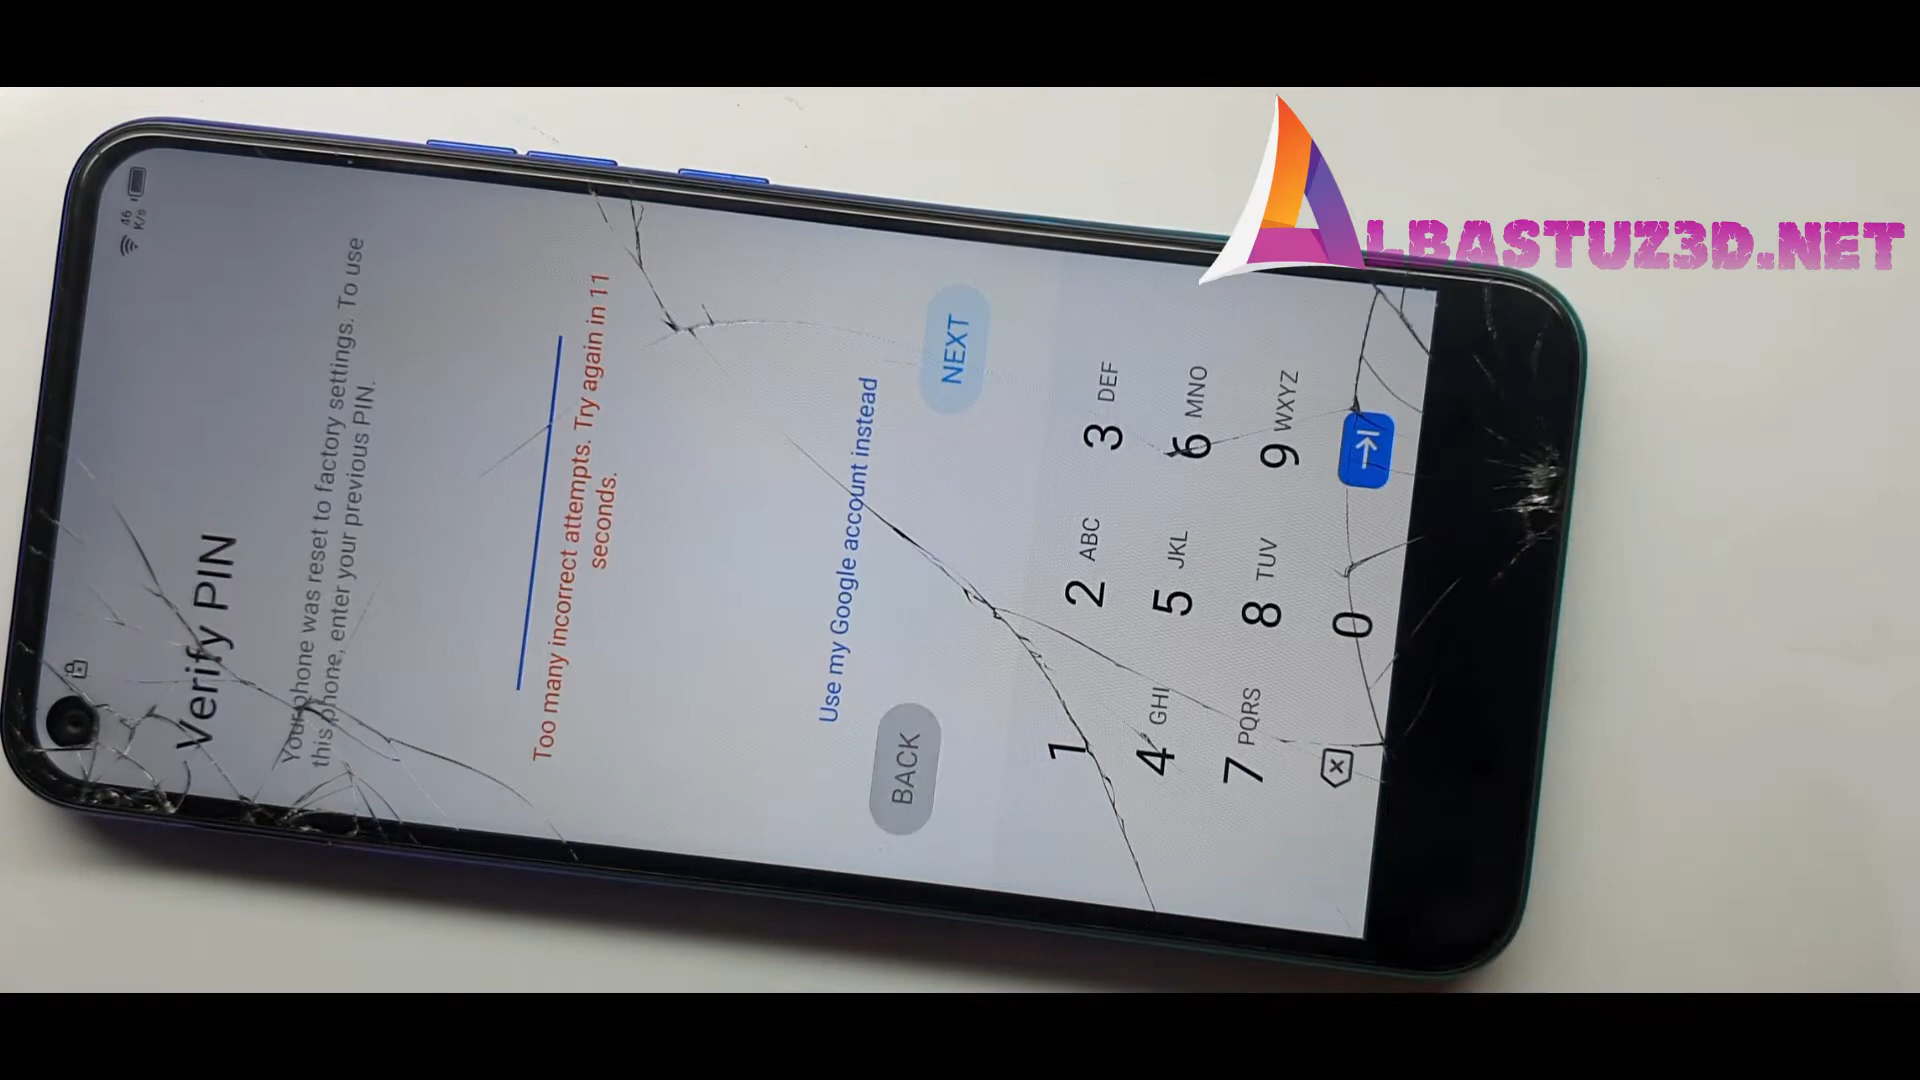 46
K/s
Verify PIN
Your phone was reset to factory settings. To use
this phone, enter your previous PIN.
Too many incorrect attempts. Try again in 11
seconds.
Use my Google account instead
BACK
NEXT
1
2 ABC
3 DEF
4 GHI
5 JKL
6 MNO
7 PQRS
8 TUV
9 WXYZ
0
ALBASTUZ3D.NET